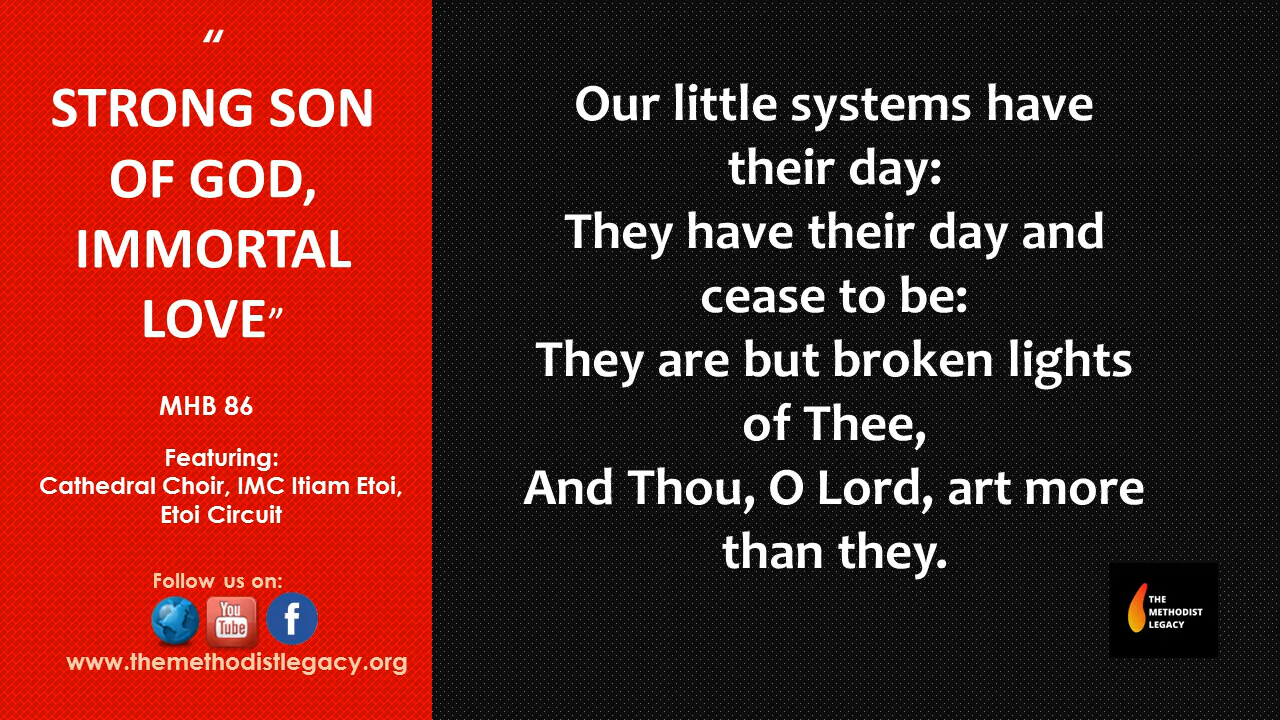 “
STRONG SON
OF GOD,
IMMORTAL
LOVE”
MHB 86
Featuring:
Cathedral Choir, IMC Itiam Etoi,
Etoi Circuit
Follow us on:
You
Tube
f
www.themethodistlegacy.org
Our little systems have
their day:
They have their day and
cease to be:
They are but broken lights
of Thee,
And Thou, O Lord, art more
than they.
THE
METHODIST
LEGACY